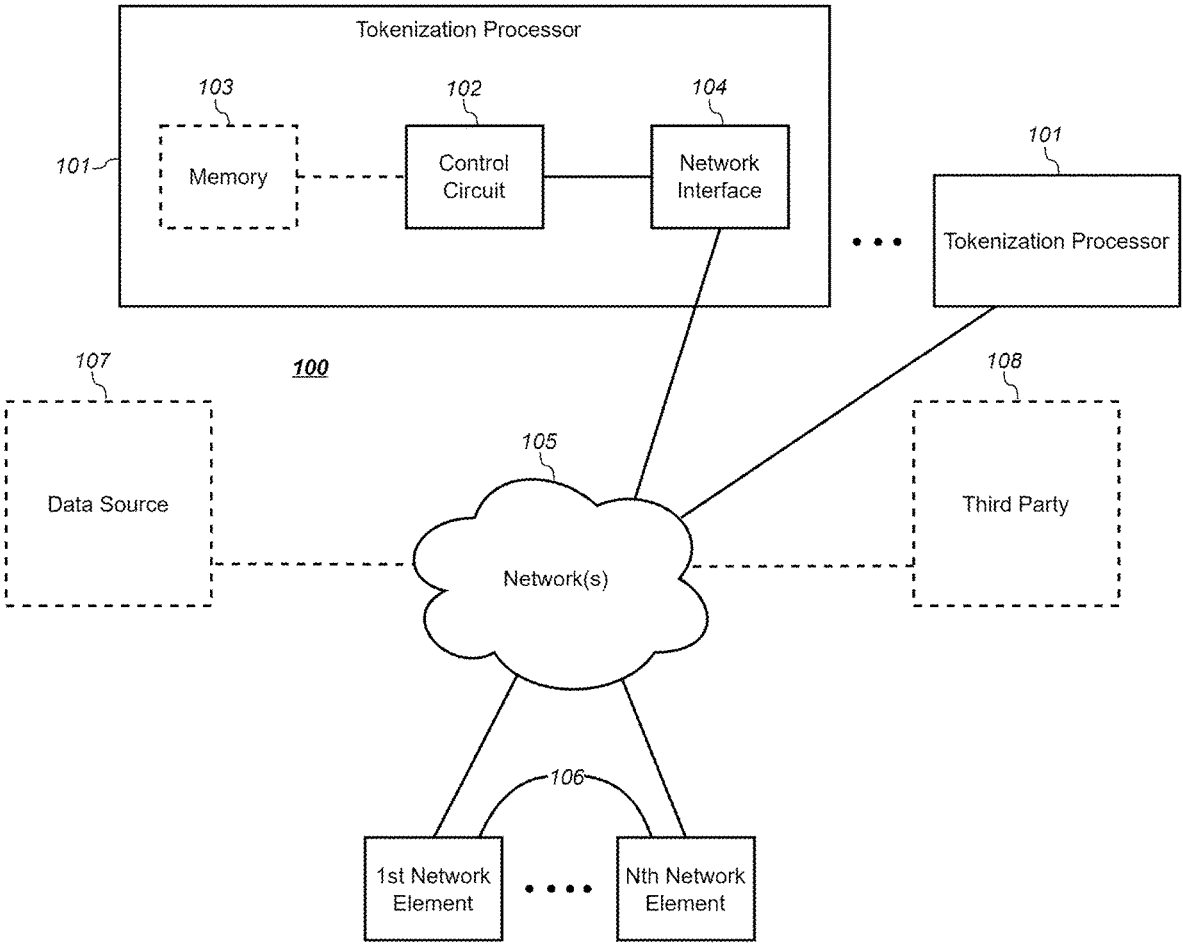 Tokenization Processor
103
102
104
101
Memory
Control
Circuit
Network
Interface
101
Tokenization Processor
100
107
108
105
Data Source
Third Party
Network(s)
106
1st Network
Element
Nth Network
Element